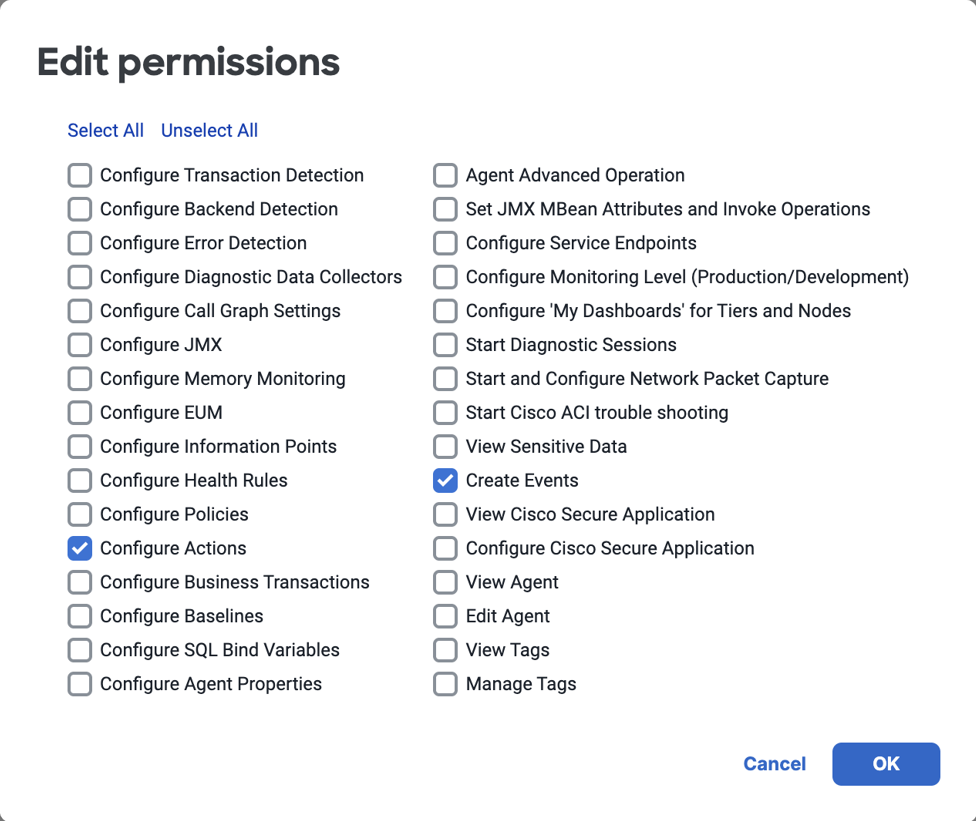 Edit permissions
Select All Unselect All
Configure Transaction Detection
Configure Backend Detection
Configure Error Detection
Configure Diagnostic Data Collectors
Configure Call Graph Settings
Configure JMX
Configure Memory Monitoring
Configure EUM
Configure Information Points
Configure Health Rules
Configure Policies
Configure Actions
Configure Business Transactions
Configure Baselines
Configure SQL Bind Variables
Configure Agent Properties
Agent Advanced Operation
Set JMX MBean Attributes and Invoke Operations
Configure Service Endpoints
Configure Monitoring Level (Production/Development)
Configure 'My Dashboards' for Tiers and Nodes
Start Diagnostic Sessions
Start and Configure Network Packet Capture
Start Cisco ACI trouble shooting
View Sensitive Data
Create Events
View Cisco Secure Application
Configure Cisco Secure Application
View Agent
Edit Agent
View Tags
Manage Tags
Cancel OK